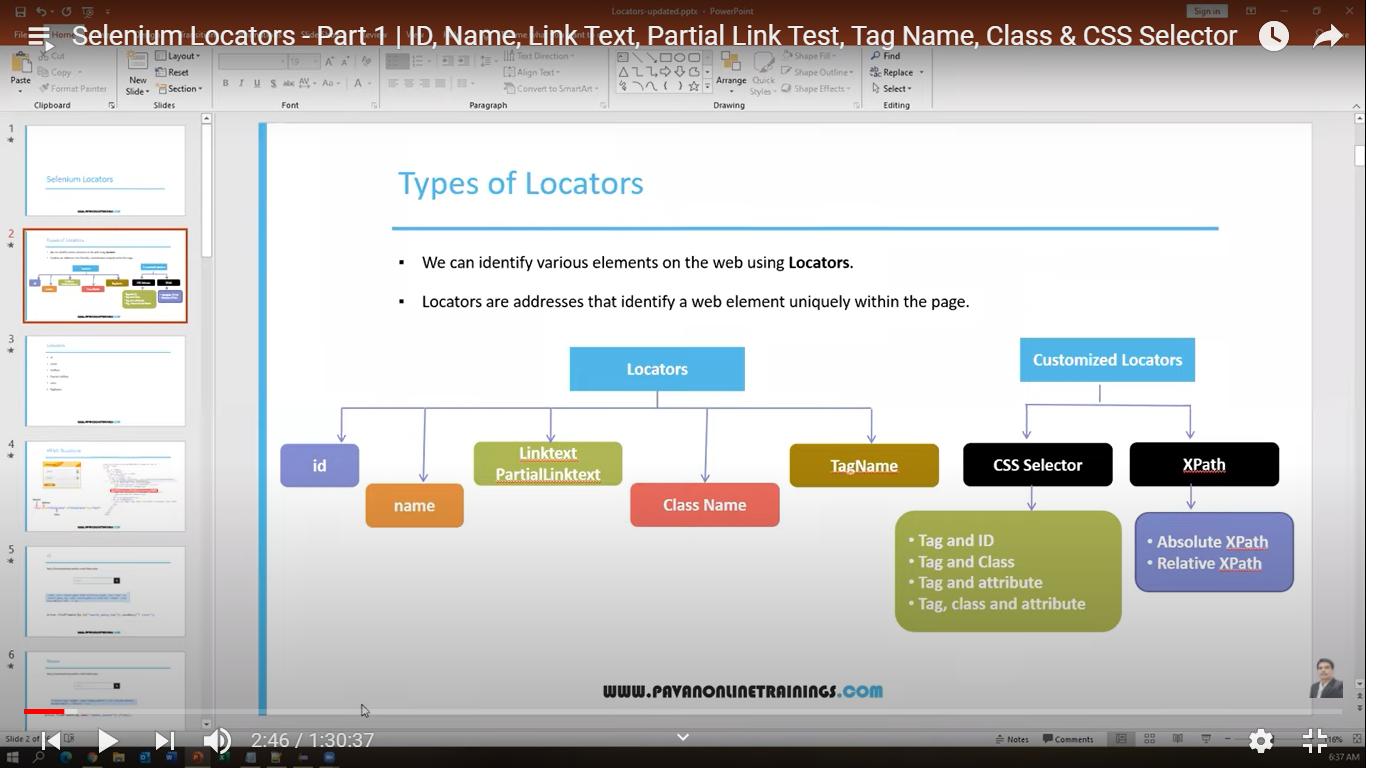 Locators-updated.pptx - PowerPoint
Sign in
Selenium Locators - Part 1 | ID, Name , Link Text, Partial Link Test, Tag Name, Class & CSS Selector
Paste
Cut
Copy
Format Painter
Clipboard
New
Slide
Layout
Reset
Section
Slides
19
B I U S abc AV Aa A
Font
Text Direction
Align Text
Convert to SmartArt
Paragraph
Arrange
Quick
Styles
Shape Fill
Shape Outline
Shape Effects
Drawing
Find
Replace
Select
Editing
1
Selenium Locators
2
3
4
5
6
Types of Locators
▪ We can identify various elements on the web using Locators.
▪ Locators are addresses that identify a web element uniquely within the page.
Locators
id
name
Linktext
PartialLinktext
Class Name
TagName
Customized Locators
CSS Selector
XPath
• Tag and ID
• Tag and Class
• Tag and attribute
• Tag, class and attribute
• Absolute XPath
• Relative XPath
WWW.PAVANONLINETRAININGS.COM
2:46 / 1:30:37
Slide 2 of
Notes
Comments
6:37 AM